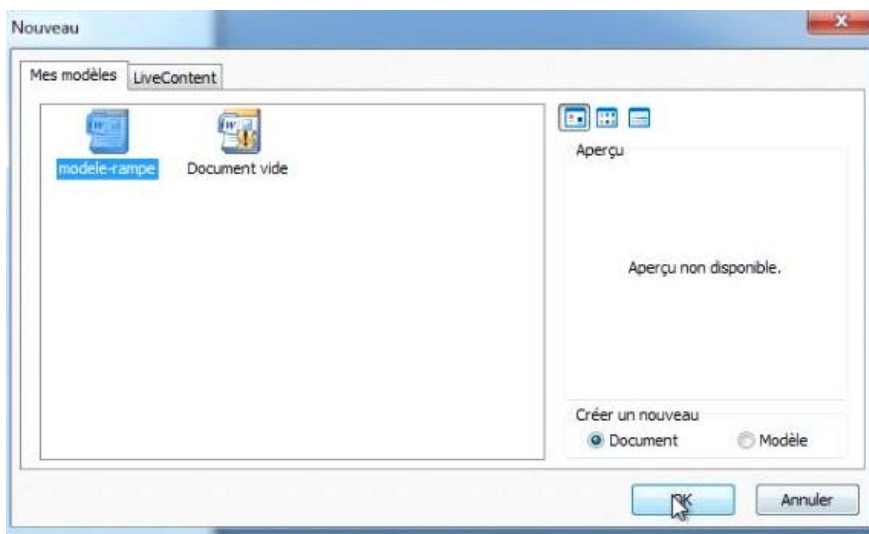 Nouveau
Mes modèles LiveContent
modele-rampe Document vide
Aperçu
Aperçu non disponible.
Créer un nouveau
Document Modèle
OK Annuler